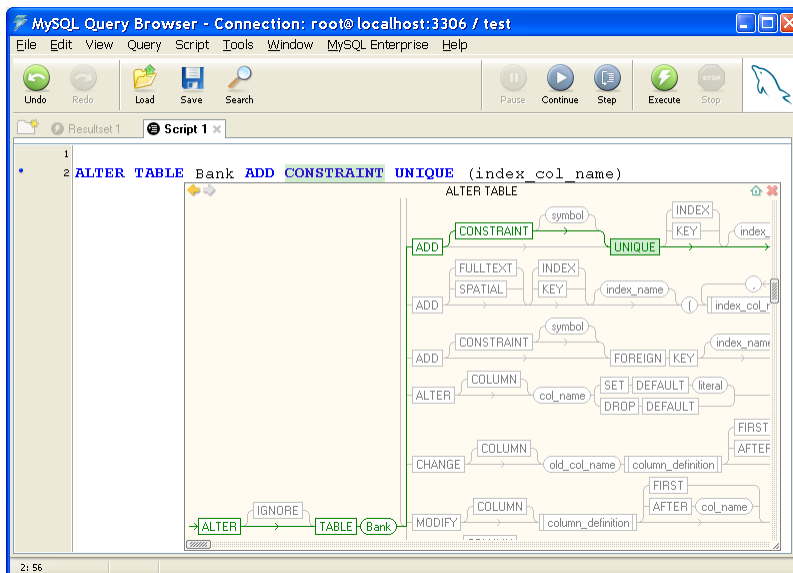 MySQL Query Browser - Connection: root@localhost:3306 / test
File Edit View Query Script Tools Window MySQL Enterprise Help
Undo Redo Load Save Search Pause Continue Step Execute Stop
STOP
Resultset 1 Script 1
1
2 ALTER TABLE Bank ADD CONSTRAINT UNIQUE (index_col_name)
ALTER TABLE
ADD CONSTRAINT symbol UNIQUE INDEX KEY index_
ADD FULLTEXT SPATIAL INDEX KEY index_name ( , index_col_n
ADD CONSTRAINT symbol FOREIGN KEY index_name
ALTER COLUMN col_name SET DEFAULT literal
DROP DEFAULT
CHANGE COLUMN old_col_name column_definition FIRST AFTER
MODIFY COLUMN column_definition FIRST AFTER col_name
ALTER IGNORE TABLE Bank
2: 56